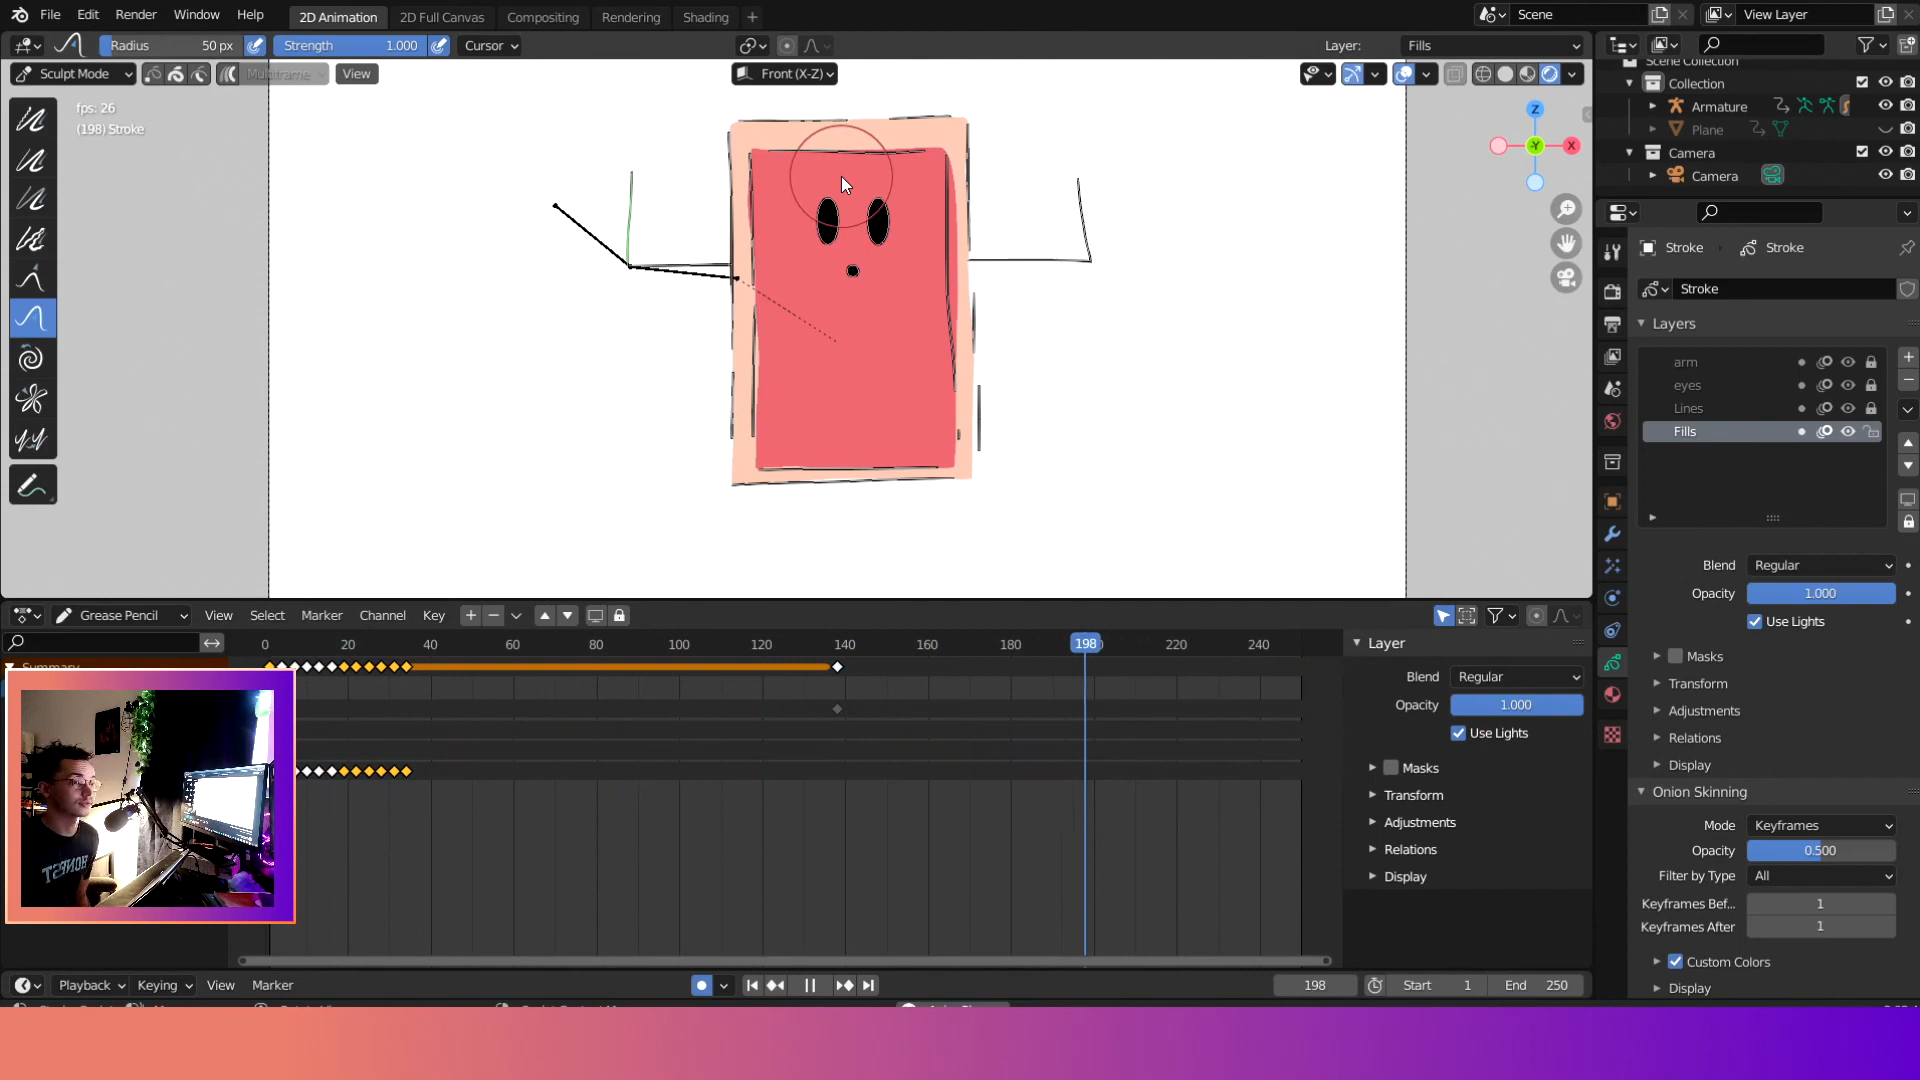 File Edit Render Window Help 2D Animation 2D Full Canvas Compositing Rendering Shading + Scene View Layer
Radius 50 px Strength 1.000 Cursor Layer: Fills
Sculpt Mode Multiframe View Front (X-Z)
fps: 26
(198) Stroke
Z
-Y
X
Scene Collection
Collection
Armature
Plane
Camera
Camera
Stroke Stroke
Stroke
Layers
arm
eyes
Lines
Fills
Blend Regular
Opacity 1.000
Use Lights
Masks
Transform
Adjustments
Relations
Display
Onion Skinning
Mode Keyframes
Opacity 0.500
Filter by Type All
Keyframes Bef... 1
Keyframes After 1
Custom Colors
Display
Grease Pencil View Select Marker Channel Key
0 20 40 60 80 100 120 140 160 180 198 220 240
Summary
Layer
Blend Regular
Opacity 1.000
Use Lights
Masks
Transform
Adjustments
Relations
Display
HONEST
Playback Keying View Marker 198 Start 1 End 250